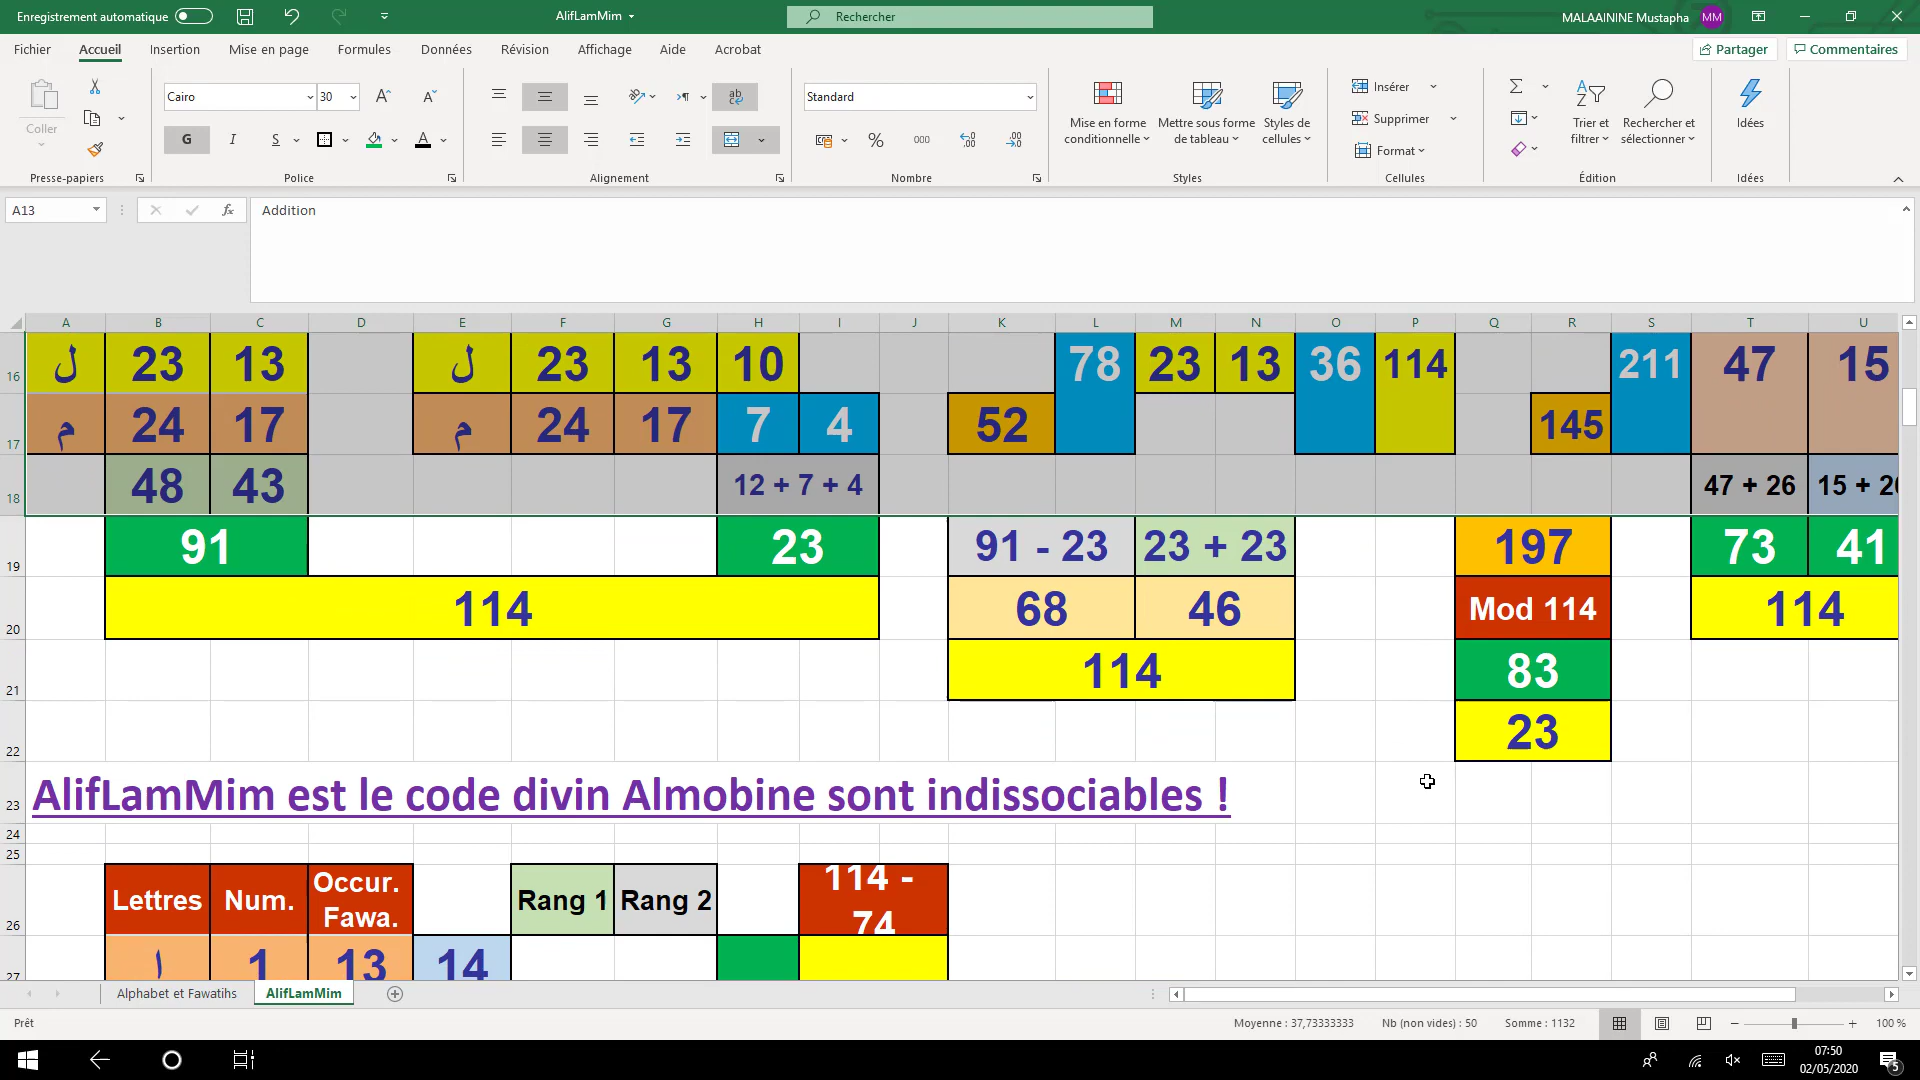 Enregistrement automatique
AlifLamMim
Rechercher
MALAAININE Mustapha MM
Fichier Accueil Insertion Mise en page Formules Données Révision Affichage Aide Acrobat
Partager Commentaires
Coller
Presse-papiers
Cairo 30
G I S
Police
Alignement
Standard
% 000
Nombre
Mise en forme conditionnelle
Mettre sous forme de tableau
Styles de cellules
Styles
Insérer
Supprimer
Format
Cellules
Trier et filtrer
Rechercher et sélectionner
Édition
Idées
Idées
A13 fx Addition
A B C D E F G H I J K L M N O P Q R S T U
16 ل 23 13 ل 23 13 10 78 23 13 36 114 211 47 15
17 م 24 17 م 24 17 7 4 52 145
18 48 43 12 + 7 + 4 47 + 26
19 91 23 91 - 23 23 + 23 197 73 41
20 114 68 46 Mod 114 114
21 114 83
22 23
23 AlifLamMim est le code divin Almobine sont indissociables !
24
25
26 Lettres Num. Occur. Fawa. Rang 1 Rang 2 114 - 74
27 ا 1 13 14
Alphabet et Fawatihs AlifLamMim
Prêt
Moyenne : 37,73333333 Nb (non vides) : 50 Somme : 1132
100 %
07:50
02/05/2020
5